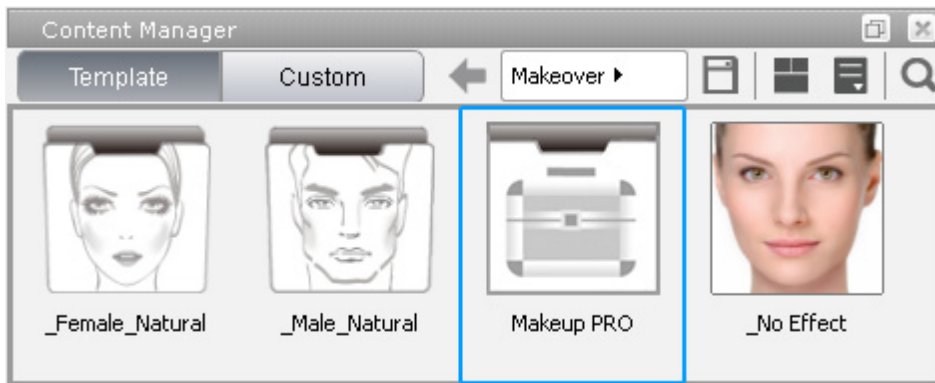 Content Manager
Template Custom Makeover
_Female_Natural _Male_Natural Makeup PRO _No Effect